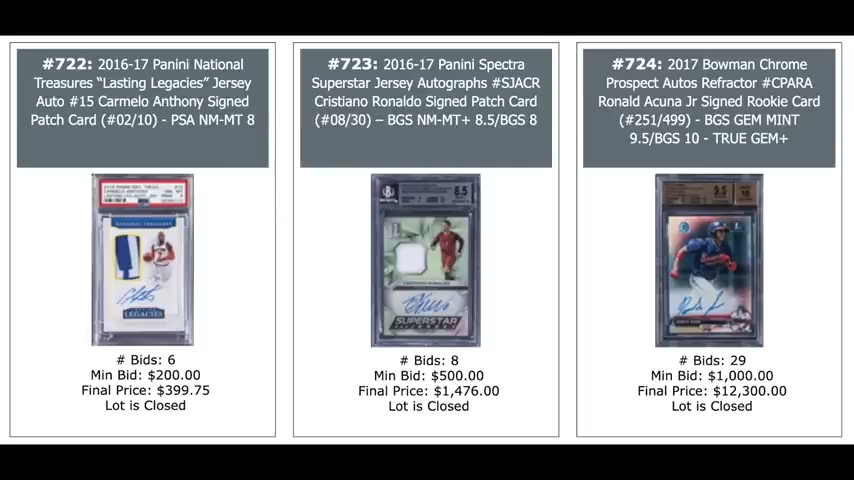 #722: 2016-17 Panini National
Treasures “Lasting Legacies” Jersey
Auto #15 Carmelo Anthony Signed
Patch Card (#02/10) - PSA NM-MT 8
# Bids: 6
Min Bid: $200.00
Final Price: $399.75
Lot is Closed
#723: 2016-17 Panini Spectra
Superstar Jersey Autographs #SJACR
Cristiano Ronaldo Signed Patch Card
(#08/30) – BGS NM-MT+ 8.5/BGS 8
8.5
SUPERSTAR
# Bids: 8
Min Bid: $500.00
Final Price: $1,476.00
Lot is Closed
#724: 2017 Bowman Chrome
Prospect Autos Refractor #CPARA
Ronald Acuna Jr Signed Rookie Card
(#251/499) - BGS GEM MINT
9.5/BGS 10 - TRUE GEM+
9.5
# Bids: 29
Min Bid: $1,000.00
Final Price: $12,300.00
Lot is Closed